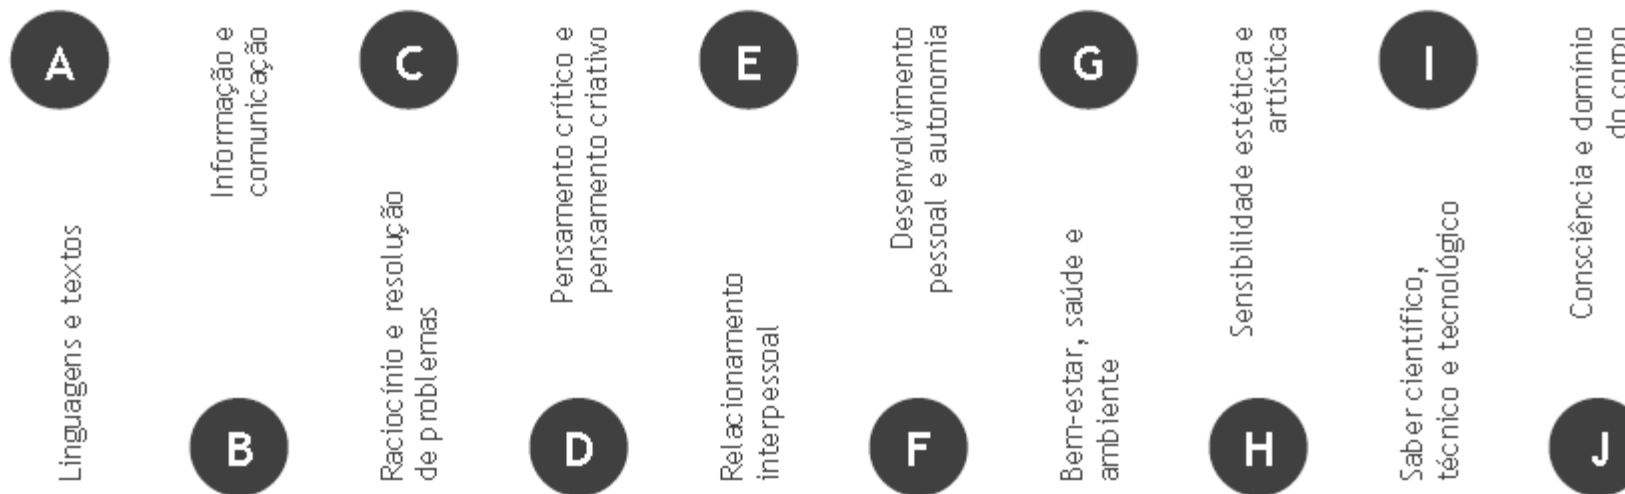 A
Linguagens e textos
B
Informação e
comunicação
C
Raciocínio e resolução
de problemas
D
Pensamento crítico e
pensamento criativo
E
Relacionamento
interpessoal
F
Desenvolvimento
pessoal e autonomia
G
Bem-estar, saúde e
ambiente
H
Sensibilidade estética e
artística
I
Saber científico,
técnico e tecnológico
J
Consciência e domínio
do